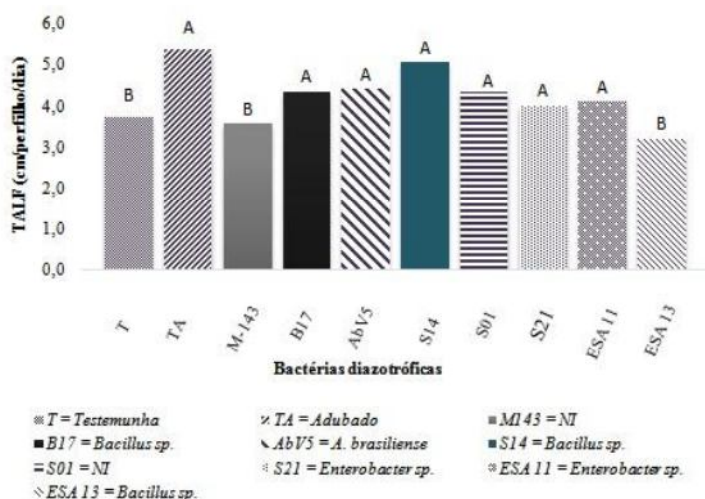 6,0
5,0
4,0
3,0
2,0
1,0
0,0
TALF (cm/perfilho/dia)
B
A
B
A
A
A
A
A
A
B
T
TA
M-143
B17
AbV5
S14
S01
S21
ESA 11
ESA 13
Bactérias diazotróficas
T = Testemunha
TA = Adubado
M143 = NI
B17 = Bacillus sp.
AbV5 = A. brasiliense
S14 = Bacillus sp.
S01 = NI
S21 = Enterobacter sp.
ESA 11 = Enterobacter sp.
ESA 13 = Bacillus sp.